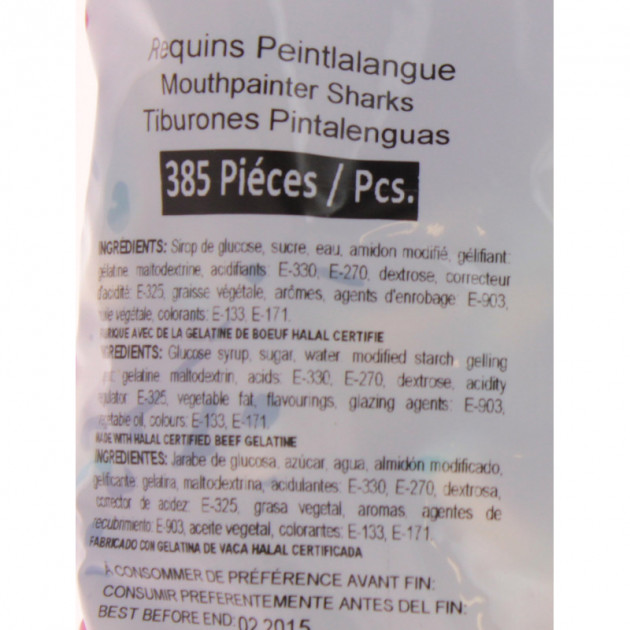 Requins Peintlalangue
Mouthpainter Sharks
Tiburones Pintalenguas
385 Piéces / Pcs.
INGRÉDIENTS: Sirop de glucose, sucre, eau, amidon modifié, gélifiant:
gélatine maltodextrine, acidifiants: E-330, E-270, dextrose, correcteur
d'acidité: E-325, graisse végétale, arômes, agents d'enrobage E-903,
végétale, colorants: E-133, E-171.
AVEC DE LA GELATINE DE BOEUF HALAL CERTIFIE
Glucose syrup, sugar, water modified starch gelling
gelatine maltodextrin, acids: E-330, E-270, dextrose, acidity
E-325, vegetable fat, flavourings, glazing agents: E-903,
oil, colours: E-133, E-171.
MADE WITH HALAL CERTIFIED BEEF GELATINE
INGREDIENTES: Jarabe de glucosa, azúcar, agua, almidón modificado,
gelificante: gelatina, maltodextrina, acidulantes: E-330, E-270, dextrosa,
corrector de acidez: E-325, grasa vegetal, aromas, agentes de
recubrimiento: E-903, aceite vegetal, colorantes: E-133, E-171.
FABRICADO CON GELATINA DE VACA HALAL CERTIFICADA
À CONSOMMER DE PRÉFÉRENCE AVANT FIN:
CONSUMIR PREFERENTEMENTE ANTES DEL FIN:
BEST BEFORE END: 02 2015